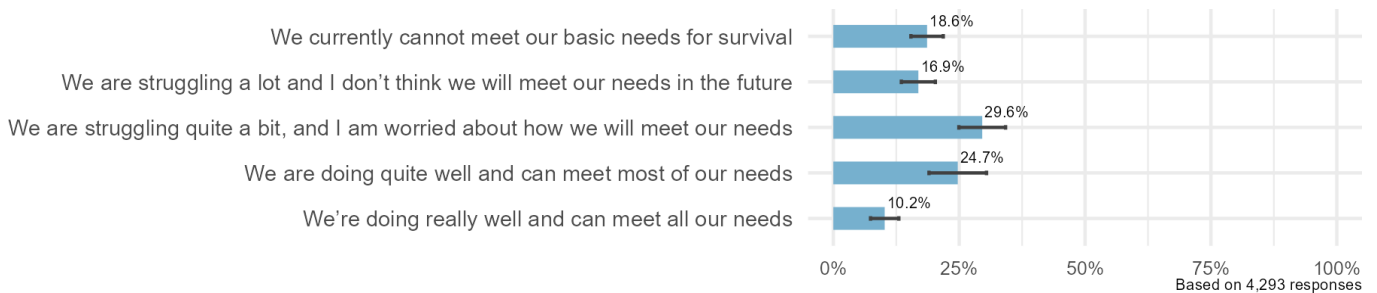 We currently cannot meet our basic needs for survival
18.6%
We are struggling a lot and I don’t think we will meet our needs in the future
16.9%
We are struggling quite a bit, and I am worried about how we will meet our needs
29.6%
We are doing quite well and can meet most of our needs
24.7%
We’re doing really well and can meet all our needs
10.2%
0% 25% 50% 75% 100%
Based on 4,293 responses